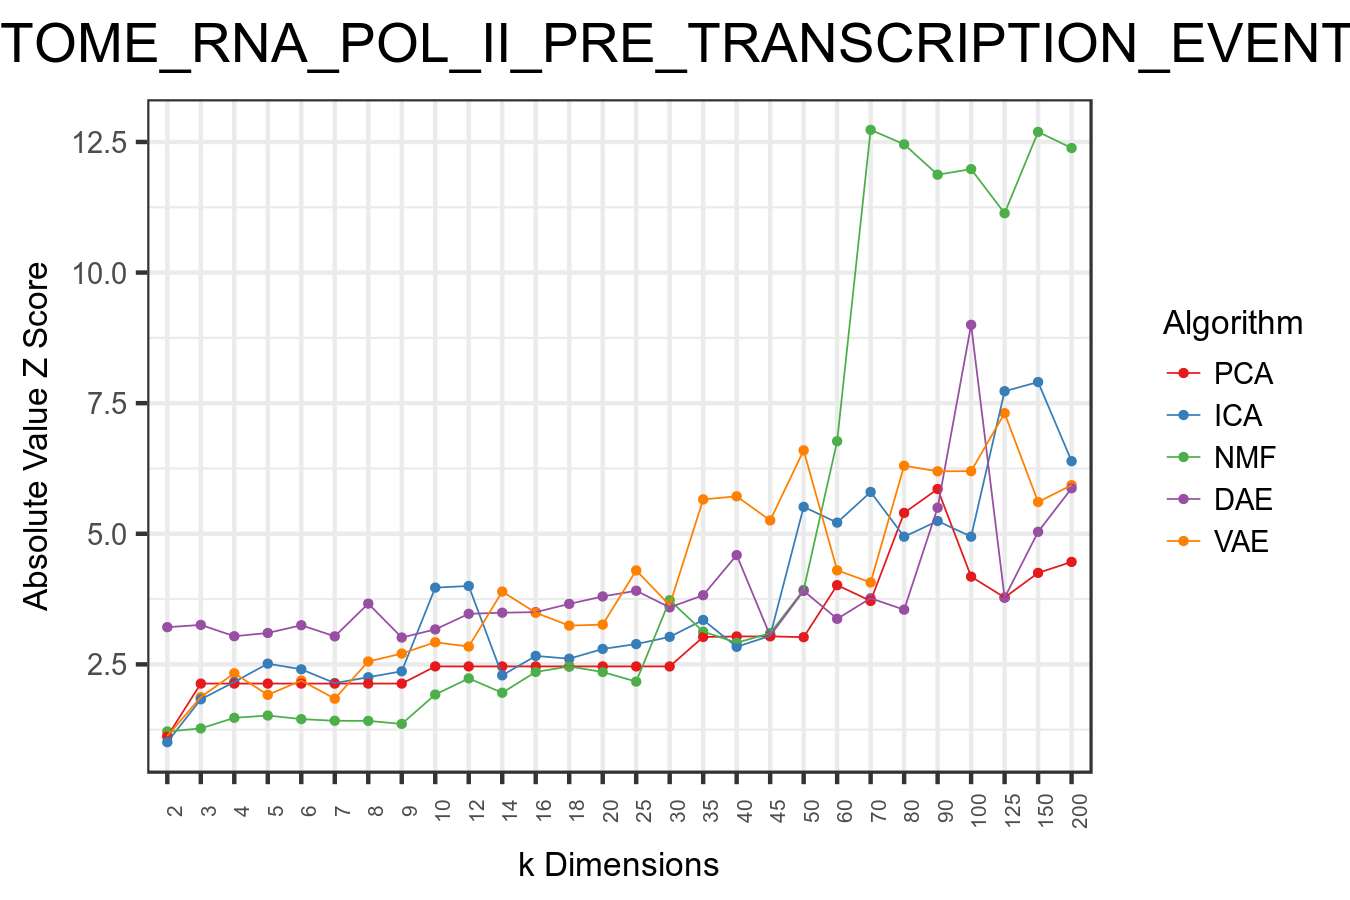 TOME_RNA_POL_II_PRE_TRANSCRIPTION_EVENT
12.5
10.0
7.5
5.0
2.5
Absolute Value Z Score
2 3 4 5 6 7 8 9 10 12 14 16 18 20 25 30 35 40 45 50 60 70 80 90 100 125 150 200
k Dimensions
Algorithm
PCA
ICA
NMF
DAE
VAE